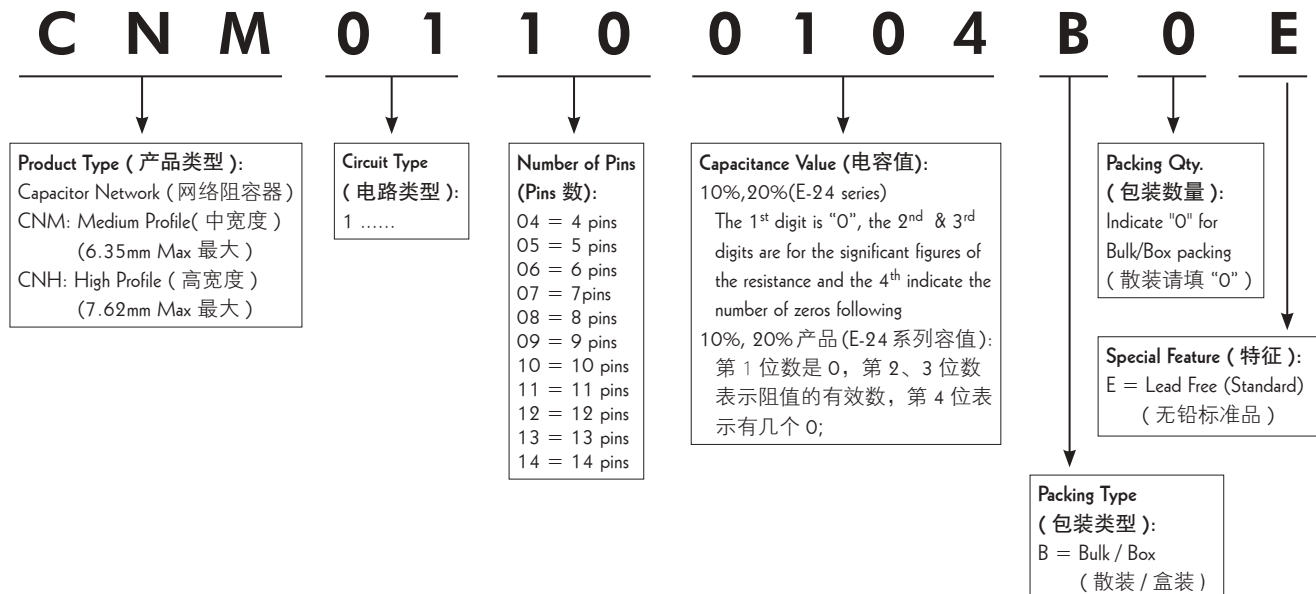 C N M 0 1 1 0 0 1 0 4 B 0 E
Product Type ( 产品类型 ):
Capacitor Network ( 网络阻容器 )
CNM: Medium Profile( 中宽度 )
(6.35mm Max 最大 )
CNH: High Profile ( 高宽度 )
(7.62mm Max 最大 )
Circuit Type
( 电路类型 ):
1 ......
Number of Pins
(Pins 数):
04 = 4 pins
05 = 5 pins
06 = 6 pins
07 = 7pins
08 = 8 pins
09 = 9 pins
10 = 10 pins
11 = 11 pins
12 = 12 pins
13 = 13 pins
14 = 14 pins
Capacitance Value (电容值):
10%,20%(E-24 series)
The 1st digit is “0”, the 2nd & 3rd
digits are for the significant figures of
the resistance and the 4th indicate the
number of zeros following
10%, 20% 产品 (E-24 系列容值):
第 1 位数是 0，第 2、3 位数
表示阻值的有效数，第 4 位表
示有几个 0;
Packing Qty.
( 包装数量 ):
Indicate "0" for
Bulk/Box packing
( 散装请填 “0” )
Special Feature ( 特征 ):
E = Lead Free (Standard)
( 无铅标准品 )
Packing Type
( 包装类型 ):
B = Bulk / Box
( 散装 / 盒装 )